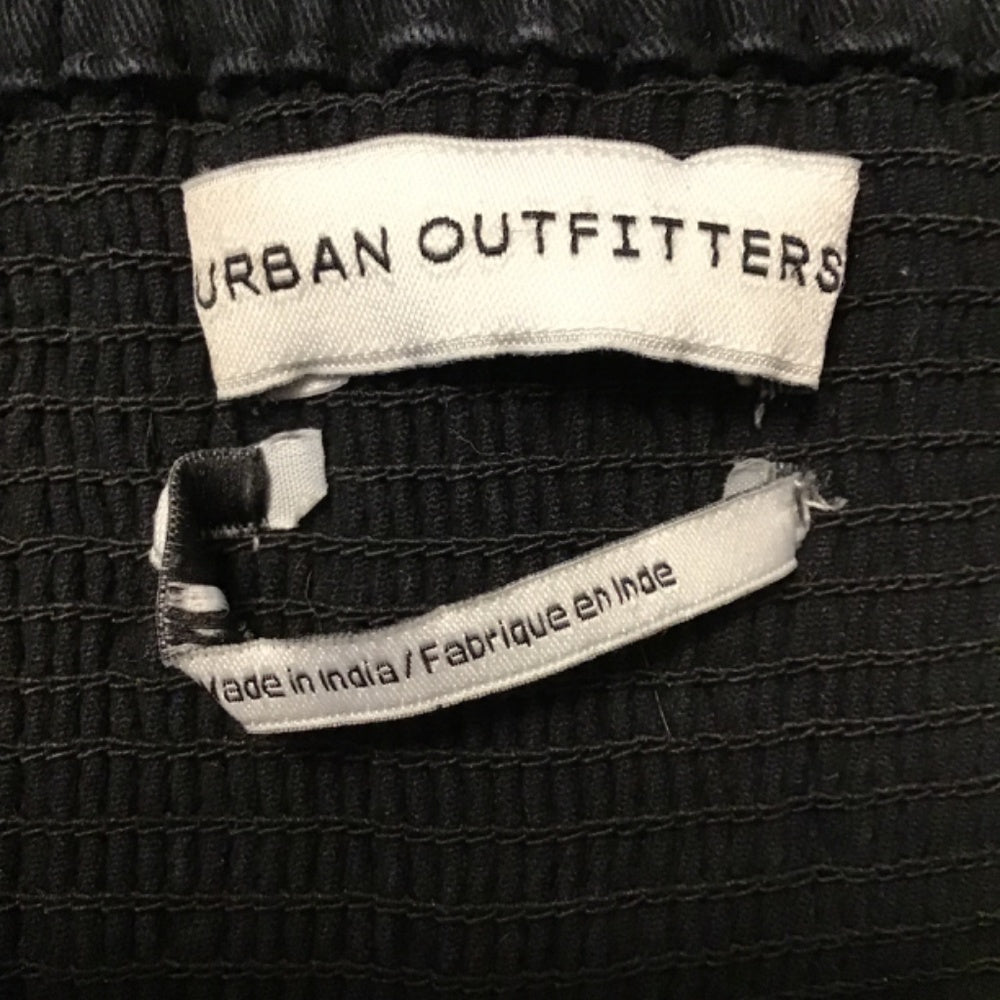 URBAN OUTFITTERS
Made in India / Fabrique en Inde